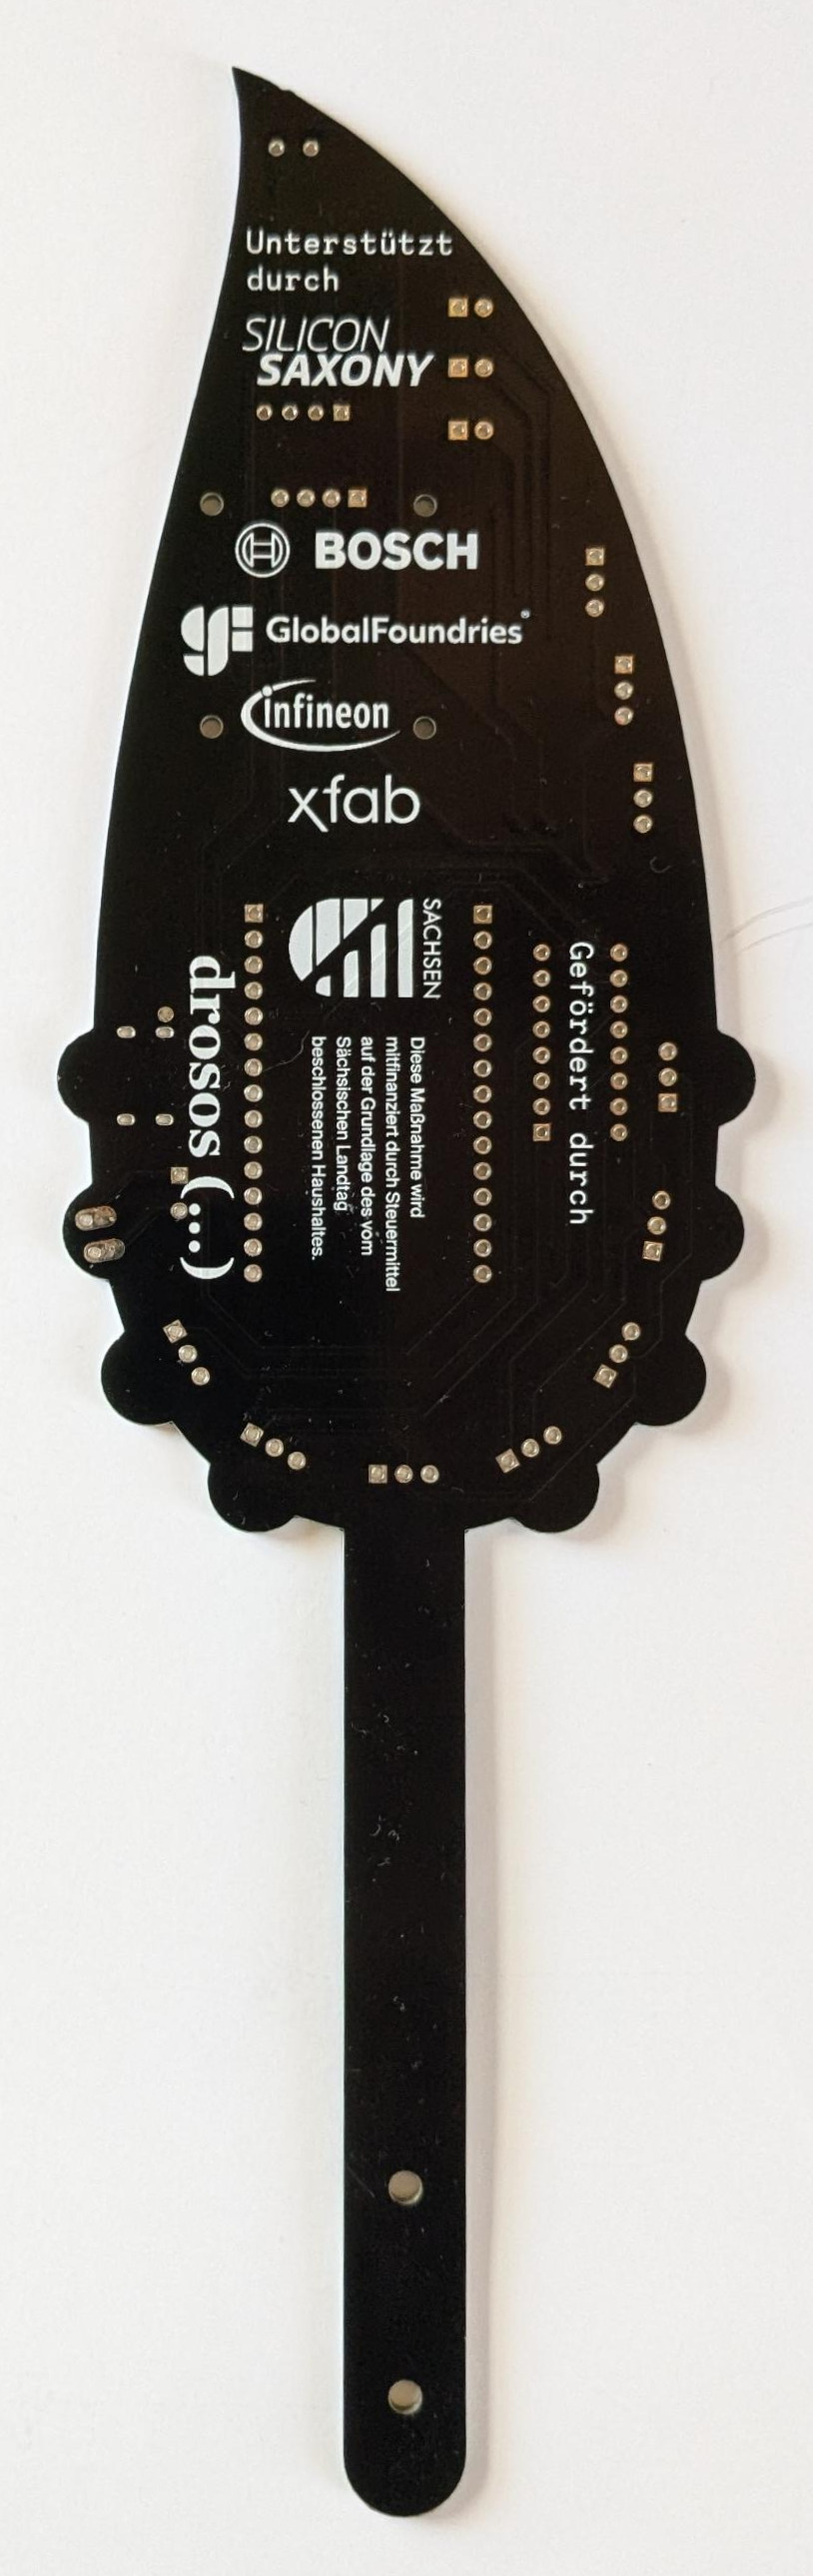 Unterstützt
durch
SILICON
SAXONY
BOSCH
GlobalFoundries®
infineon
xfab
Gefördert durch
SACHSEN
Diese Maßnahme wird
mitfinanziert durch Steuermittel
auf der Grundlage des vom
Sächsischen Landtag
beschlossenen Haushaltes.
drosos (...)